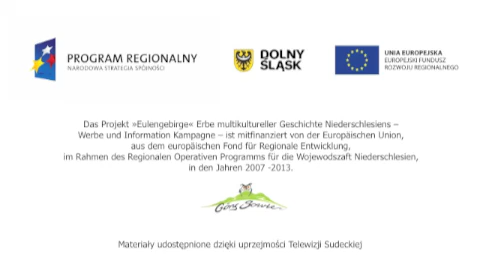 PROGRAM REGIONALNY
NARODOWA STRATEGIA SPÓJNOŚCI
DOLNY
ŚLĄSK
UNIA EUROPEJSKA
EUROPEJSKI FUNDUSZ
ROZWOJU REGIONALNEGO
Das Projekt »Eulengebirge« Erbe multikultureller Geschichte Niederschlesiens –
Werbe und Information Kampagne – ist mitfinanziert von der Europäischen Union,
aus dem europäischen Fond für Regionale Entwicklung,
im Rahmen des Regionalen Operativen Programms für die Wojewodszaft Niederschlesien,
in den Jahren 2007 -2013.
Góry Sowie
Materiały udostępnione dzięki uprzejmości Telewizji Sudeckiej